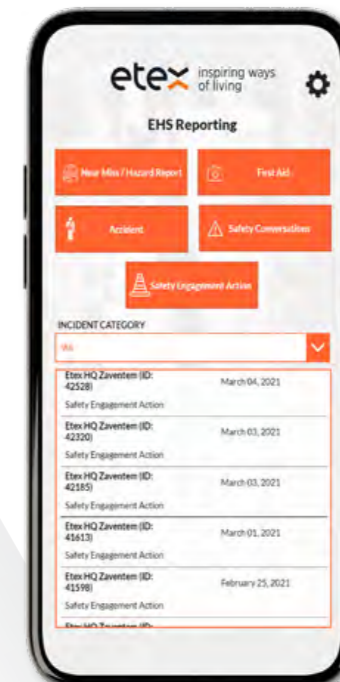 etex inspiring ways
of living
EHS Reporting
Near Miss / Hazard Report
First Aid
Accident
Safety Conversations
Safety Engagement Action
INCIDENT CATEGORY
Etex HQ Zaventem (ID:
42528)
March 04, 2021
Safety Engagement Action
Etex HQ Zaventem (ID:
42320)
March 03, 2021
Safety Engagement Action
Etex HQ Zaventem (ID:
42185)
March 03, 2021
Safety Engagement Action
Etex HQ Zaventem (ID:
41613)
March 01, 2021
Safety Engagement Action
Etex HQ Zaventem (ID:
41598)
February 25, 2021
Safety Engagement Action
Etex HQ Zaventem (ID: